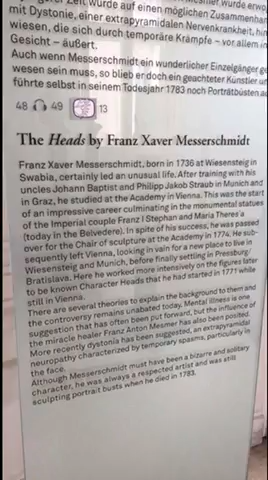 Zeit wurde auf einen möglichen Zusammenhang
mit Dystonie, einer extrapyramidalen Nervenkrankheit, hin
wiesen, die sich durch temporäre Krämpfe – vor allem in
Gesicht – äußert.
Auch wenn Messerschmidt ein wunderlicher Einzelgänger ge
wesen sein muss, so blieb er doch ein geachteter Künstler u
führte selbst in seinem Todesjahr 1783 noch Porträtbüsten a
48 49 13
The Heads by Franz Xaver Messerschmidt
Franz Xaver Messerschmidt, born in 1736 at Wiesensteig in
Swabia, certainly led an unusual life. After training with his
uncles Johann Baptist and Philipp Jakob Straub in Munich and
in Graz, he studied at the Academy in Vienna. This was the start
of an impressive career culminating in the monumental statues
of the Imperial couple Franz I Stephan and Maria Theres'a
(today in the Belvedere). In spite of his success, he was passed
over for the Chair of sculpture at the Academy in 1774. He sub-
sequently left Vienna, looking in vain for a new place to live in
Wiesensteig and Munich, before finally settling in Pressburg/
Bratislava. Here he worked more intensively on the figures later
to be known Character Heads that he had started in 1771 while
still in Vienna.
There are several theories to explain the background to them and
the controversy remains unabated today. Mental illness is one
suggestion that has often been put forward, but the influence of
the miracle healer Franz Anton Mesmer has also been posited.
More recently dystonia has been suggested, an extrapyramidal
neuropathy characterized by temporary spasms, particularly in
the face.
Although Messerschmidt must have been a bizarre and solitary
character, he was always a respected artist and was still
sculpting portrait busts when he died in 1783.